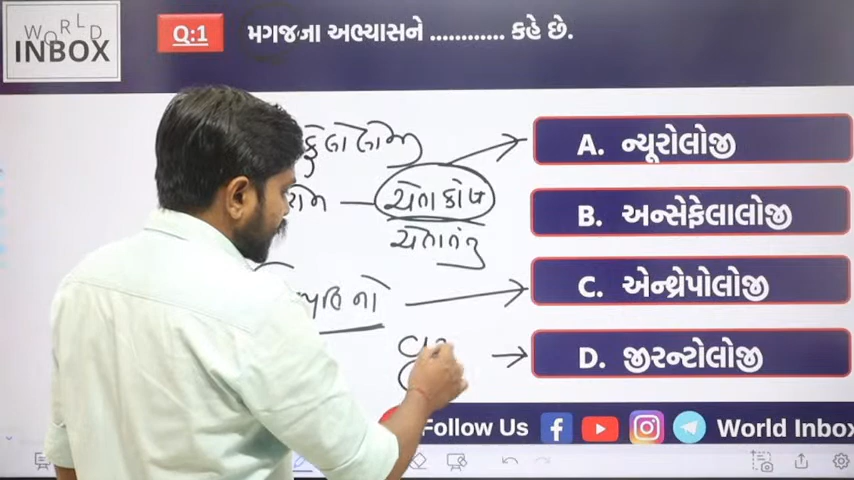 WORLD
INBOX
Q:1
મગજના અભ્યાસને ............ કહે છે.
A. ન્યૂરોલોજી
ચેતાકોષ
B. અન્સેફેલાલોજી
ચેતાતંતુ
C. એન્થ્રેપોલોજી
D. જીરન્ટોલોજી
Follow Us
World Inbox